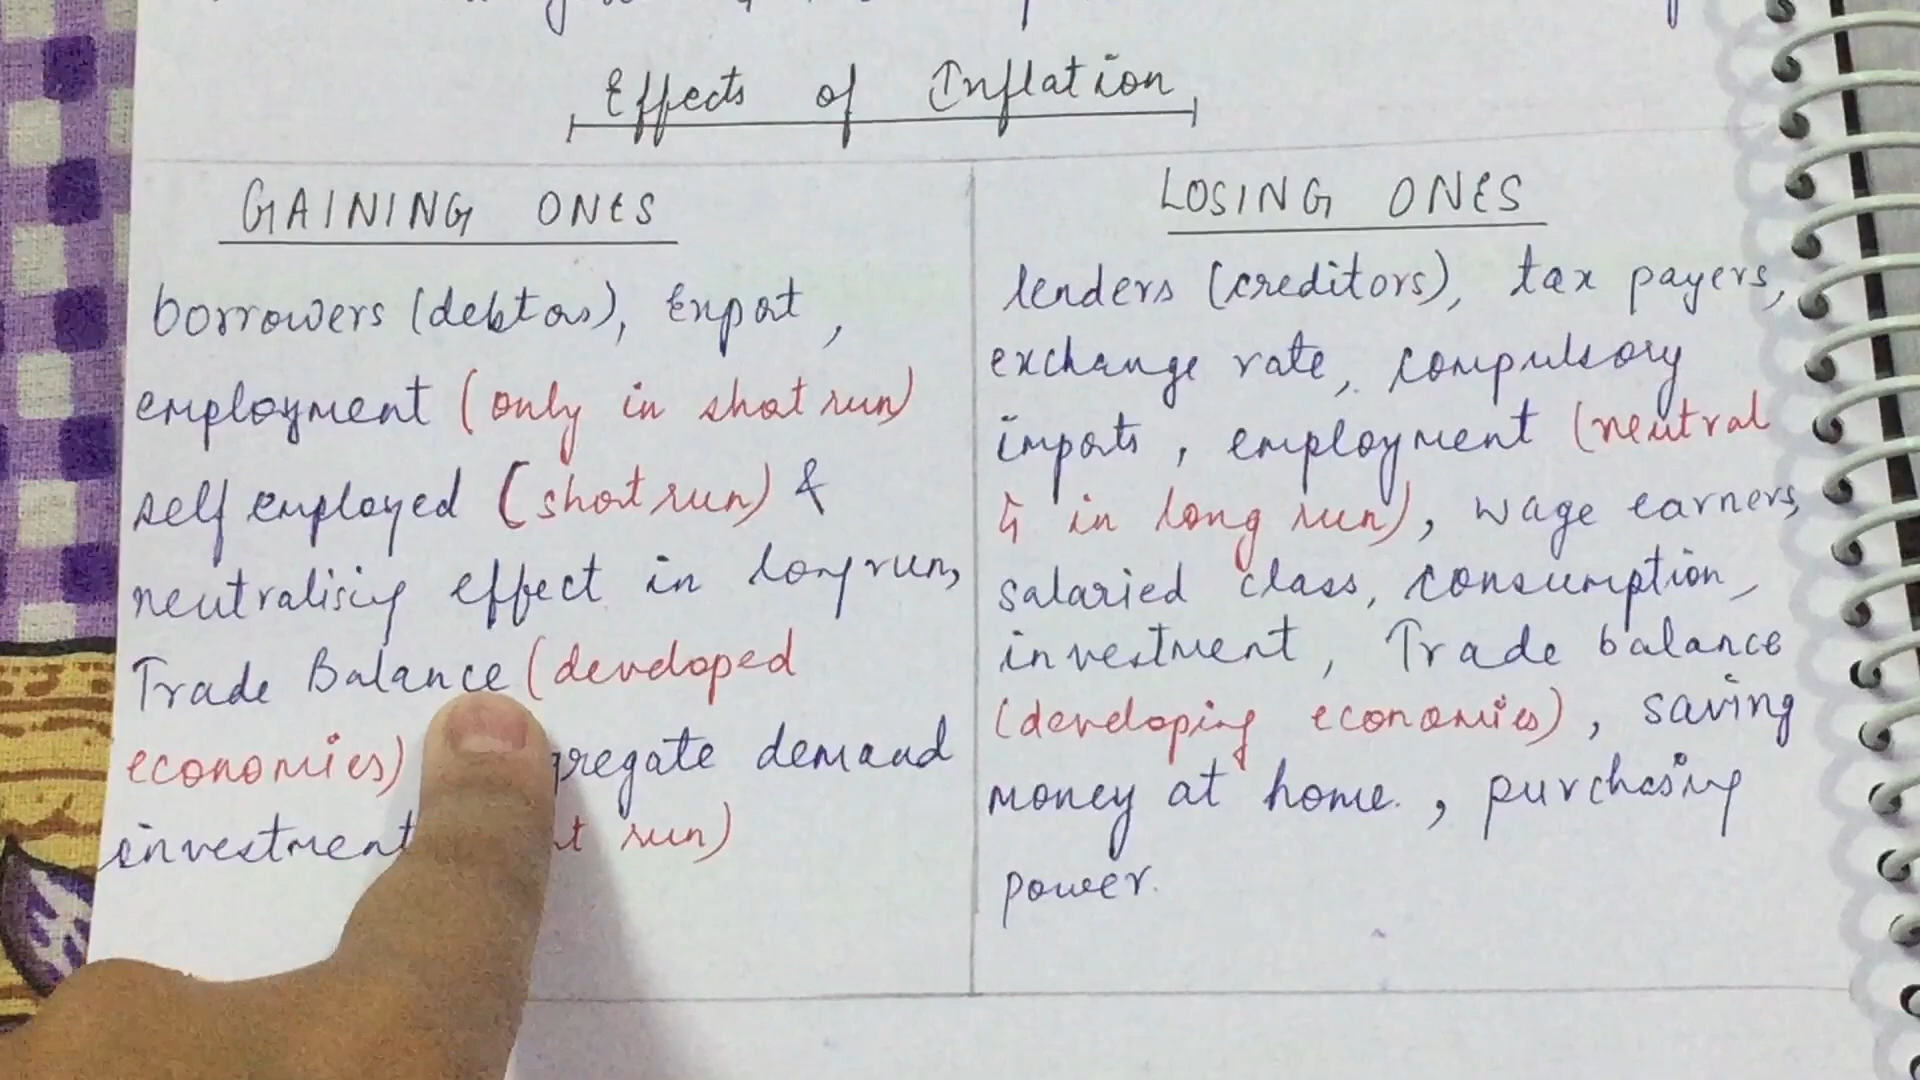 Effects of Inflation
GAINING ONES
borrowers (debtors), Export,
employment (only in short run)
self employed (short run) &
neutralising effect in long run,
Trade Balance (developed
economies) gregate demand
investment t run)
LOSING ONES
lenders (creditors), tax payers,
exchange rate, compulsory
imports, employment (neutral
↳ in long run), wage earners,
salaried class, consumption,
investment, Trade balance
(developing economies), saving
money at home., purchasing
power.